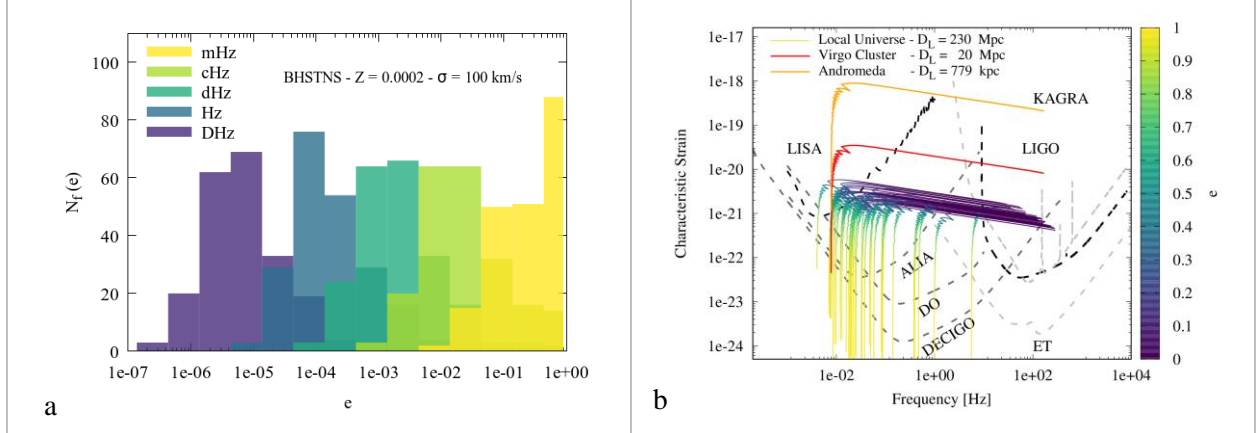 mHz
cHz
dHz
Hz
DHz
BHSTNS - Z = 0.0002 - σ = 100 km/s
N_f (e)
100
80
60
40
20
0
1e-07 1e-06 1e-05 1e-04 1e-03 1e-02 1e-01 1e+00
e
a
Local Universe - D_L = 230 Mpc
Virgo Cluster - D_L = 20 Mpc
Andromeda - D_L = 779 kpc
Characteristic Strain
1e-17
1e-18
1e-19
1e-20
1e-21
1e-22
1e-23
1e-24
KAGRA
LISA
LIGO
ALIA
DO
DECIGO
ET
1e-02 1e+00 1e+02 1e+04
Frequency [Hz]
1
0.9
0.8
0.7
0.6
0.5
0.4
0.3
0.2
0.1
0
e
b